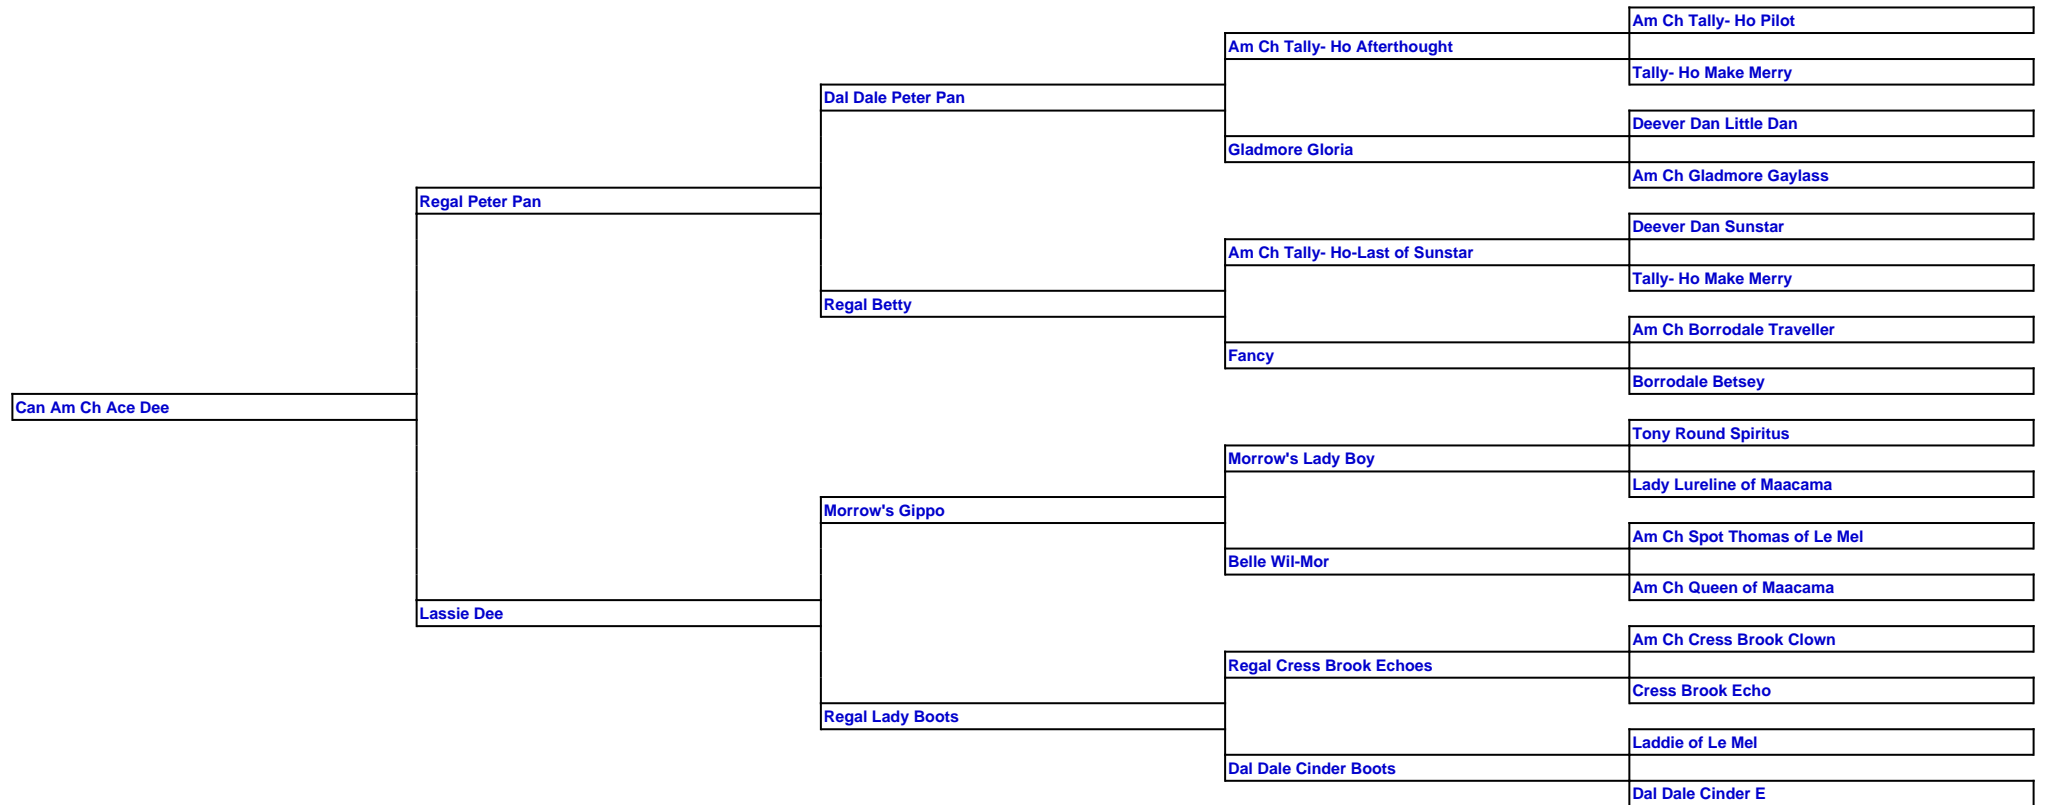 Am Ch Tally- Ho Pilot
Am Ch Tally- Ho Afterthought
Tally- Ho Make Merry
Dal Dale Peter Pan
Deever Dan Little Dan
Gladmore Gloria
Am Ch Gladmore Gaylass
Regal Peter Pan
Deever Dan Sunstar
Am Ch Tally- Ho-Last of Sunstar
Tally- Ho Make Merry
Regal Betty
Am Ch Borrodale Traveller
Fancy
Borrodale Betsey
Can Am Ch Ace Dee
Tony Round Spiritus
Morrow's Lady Boy
Lady Lureline of Maacama
Morrow's Gippo
Am Ch Spot Thomas of Le Mel
Belle Wil-Mor
Am Ch Queen of Maacama
Lassie Dee
Am Ch Cress Brook Clown
Regal Cress Brook Echoes
Cress Brook Echo
Regal Lady Boots
Laddie of Le Mel
Dal Dale Cinder Boots
Dal Dale Cinder E